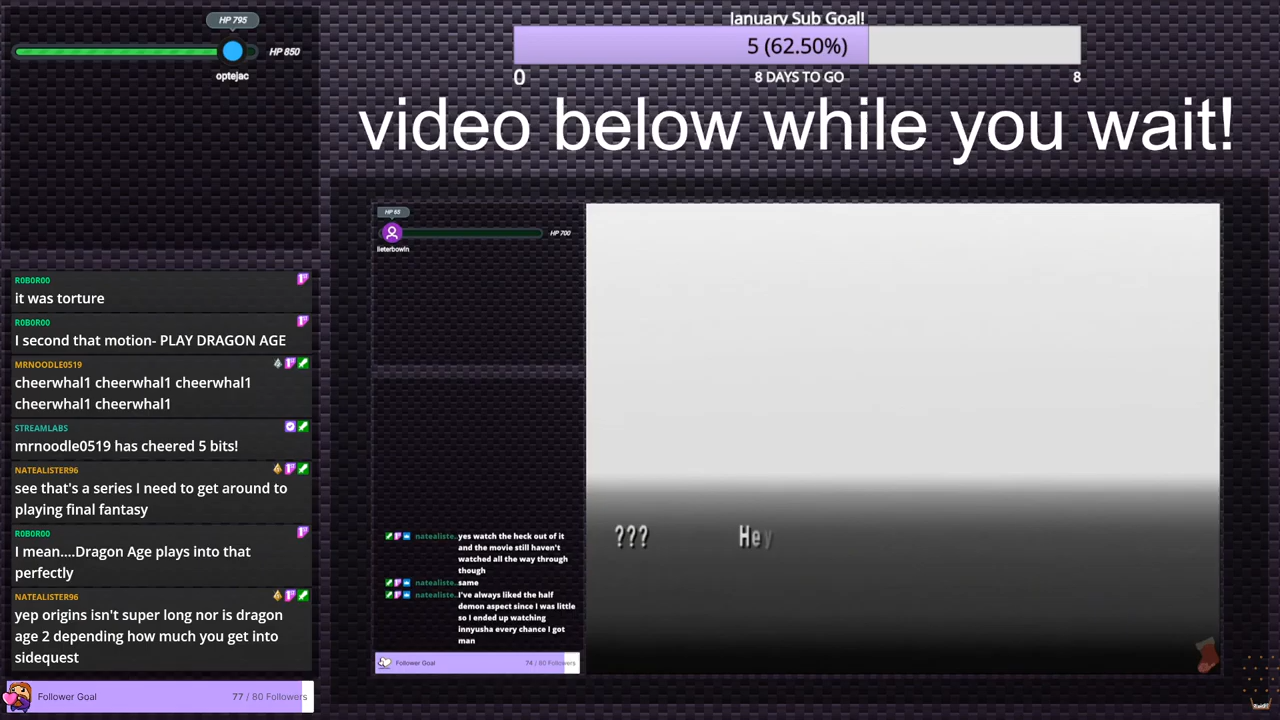 HP 795
HP 850
optejac
January Sub Goal!
5 (62.50%)
0
8 DAYS TO GO
8
video below while you wait!
R0B0R00
it was torture
R0B0R00
I second that motion- PLAY DRAGON AGE
MRNOODLE0519
cheerwhal1 cheerwhal1 cheerwhal1
cheerwhal1 cheerwhal1
STREAMLABS
mrnoodle0519 has cheered 5 bits!
NATEALISTER96
see that's a series I need to get around to
playing final fantasy
R0B0R00
I mean....Dragon Age plays into that
perfectly
NATEALISTER96
yep origins isn't super long nor is dragon
age 2 depending how much you get into
sidequest
Follower Goal
77 / 80 Followers
HP 65
HP 700
lieterbowin
natealiste.. yes watch the heck out of it
and the movie still haven't
watched all the way through
though
natealiste.. same
natealiste.. I've always liked the half
demon aspect since I was little
so I ended up watching
innyusha every chance I got
man
Follower Goal
74 / 80 Followers
??? Hey